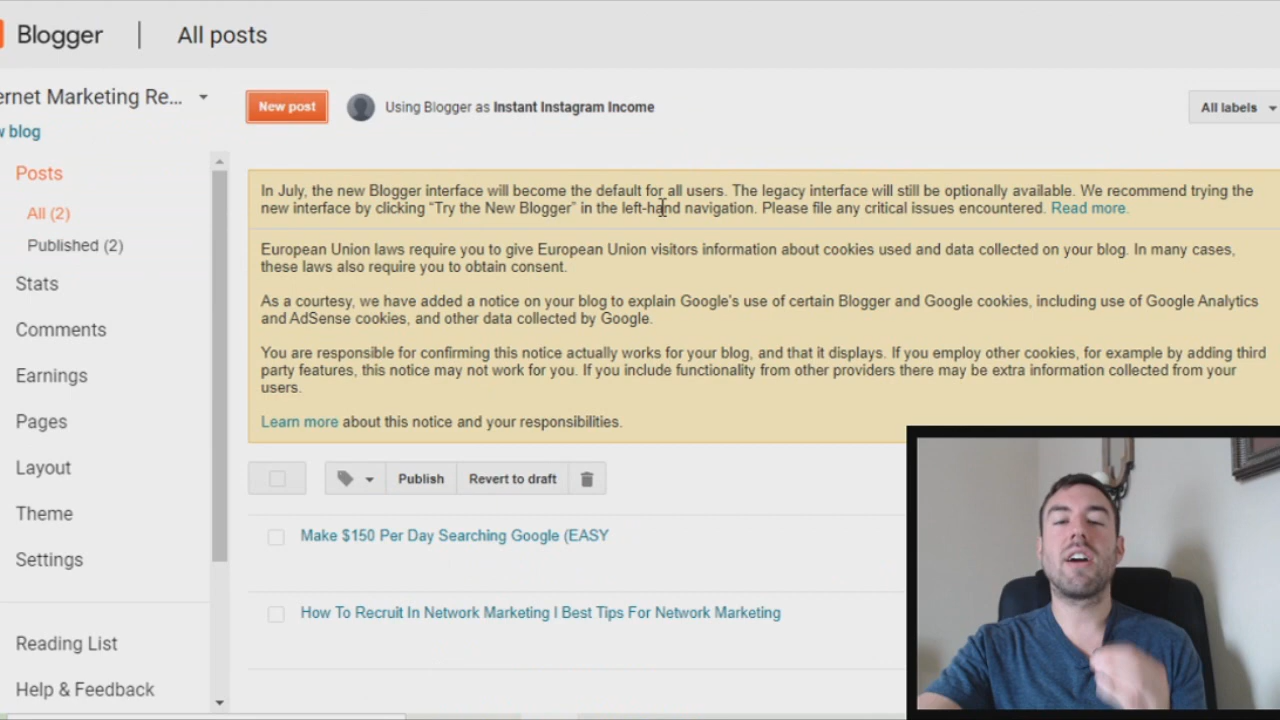 Blogger
All posts
ernet Marketing Re...
w blog
New post
Using Blogger as Instant Instagram Income
All labels
Posts
All (2)
Published (2)
Stats
Comments
Earnings
Pages
Layout
Theme
Settings
Reading List
Help & Feedback
In July, the new Blogger interface will become the default for all users. The legacy interface will still be optionally available. We recommend trying the
new interface by clicking “Try the New Blogger” in the left-hand navigation. Please file any critical issues encountered. Read more.
European Union laws require you to give European Union visitors information about cookies used and data collected on your blog. In many cases,
these laws also require you to obtain consent.
As a courtesy, we have added a notice on your blog to explain Google's use of certain Blogger and Google cookies, including use of Google Analytics
and AdSense cookies, and other data collected by Google.
You are responsible for confirming this notice actually works for your blog, and that it displays. If you employ other cookies, for example by adding third
party features, this notice may not work for you. If you include functionality from other providers there may be extra information collected from your
users.
Learn more about this notice and your responsibilities.
Publish
Revert to draft
Make $150 Per Day Searching Google (EASY
How To Recruit In Network Marketing I Best Tips For Network Marketing